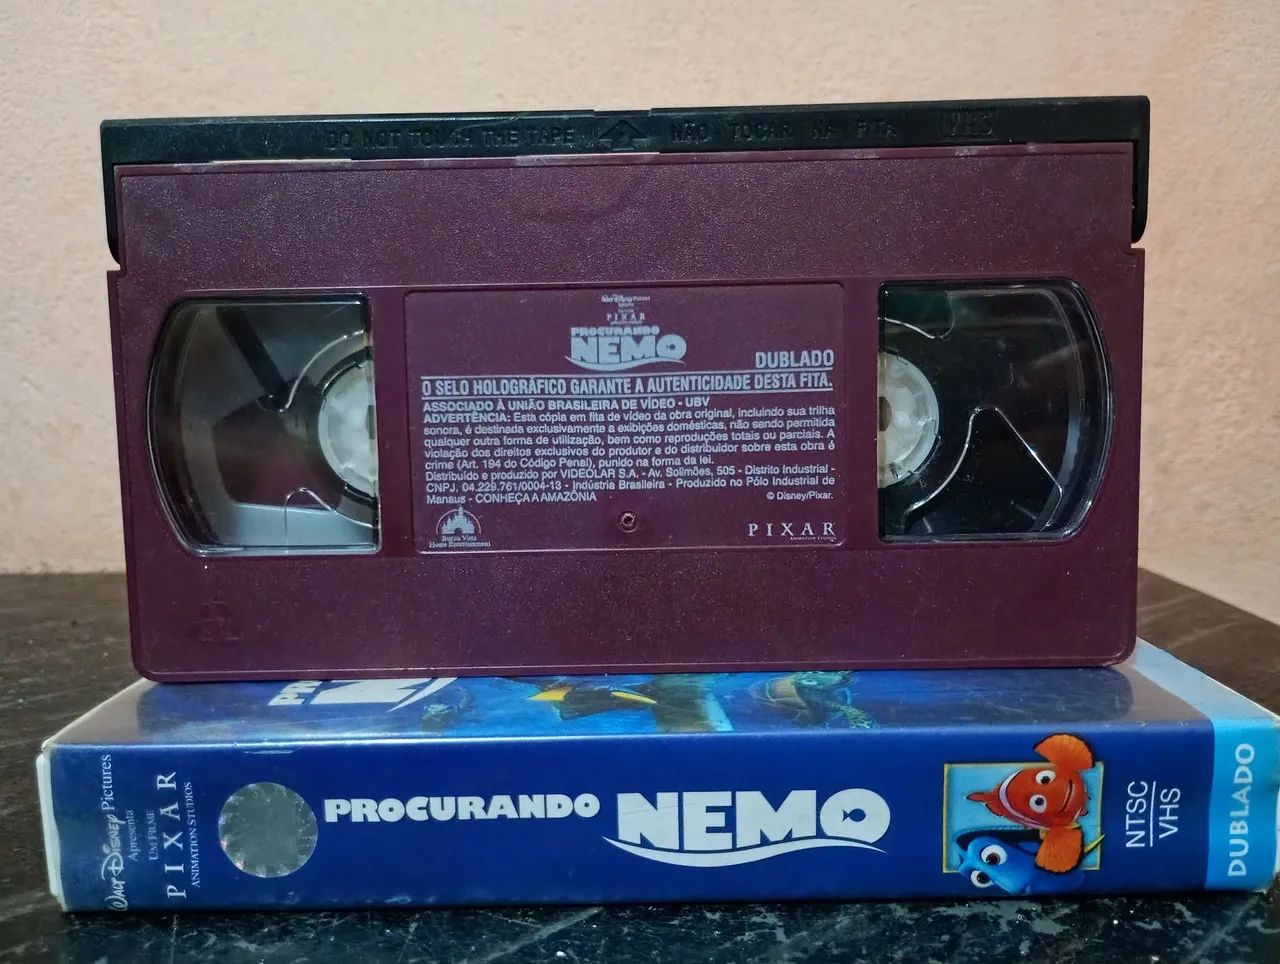 DO NOT TOUCH THE TAPE NÃO TOCAR NA FITA VHS
Walt Disney Pictures
PIXAR
PROCURANDO
NEMO
DUBLADO
O SELO HOLOGRÁFICO GARANTE A AUTENTICIDADE DESTA FITA.
ASSOCIADO À UNIÃO BRASILEIRA DE VÍDEO - UBV
ADVERTÊNCIA: Esta cópia em fita de vídeo da obra original, incluindo sua trilha
sonora, é destinada exclusivamente a exibições domésticas, não sendo permitida
qualquer outra forma de utilização, bem como reproduções totais ou parciais. A
violação dos direitos exclusivos do produtor e do distribuidor sobre esta obra é
crime (Art. 194 do Código Penal), punido na forma da lei.
Distribuído e produzido por VIDEOLAR S.A. - Av. Solimões, 505 - Distrito Industrial -
CNPJ. 04.229.761/0004-13 - Indústria Brasileira - Produzido no Pólo Industrial de
Manaus - CONHEÇA A AMAZÔNIA
© Disney/Pixar.
Buena Vista
Home Entertainment
PIXAR
ANIMATION STUDIOS
WALT DISNEY Pictures
Apresenta
UM FILME
PIXAR
ANIMATION STUDIOS
PROCURANDO NEMO
NTSC
VHS
DUBLADO